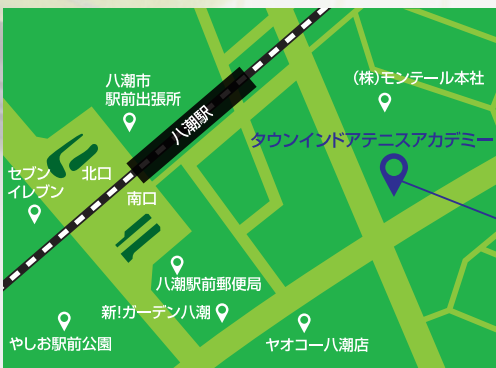 八潮市
駅前出張所
(株)モンテール本社
八潮駅
タウンインドアテニスアカデミー
セブン
イレブン
北口
南口
八潮駅前郵便局
新!ガーデン八潮
やしお駅前公園
ヤオコー八潮店